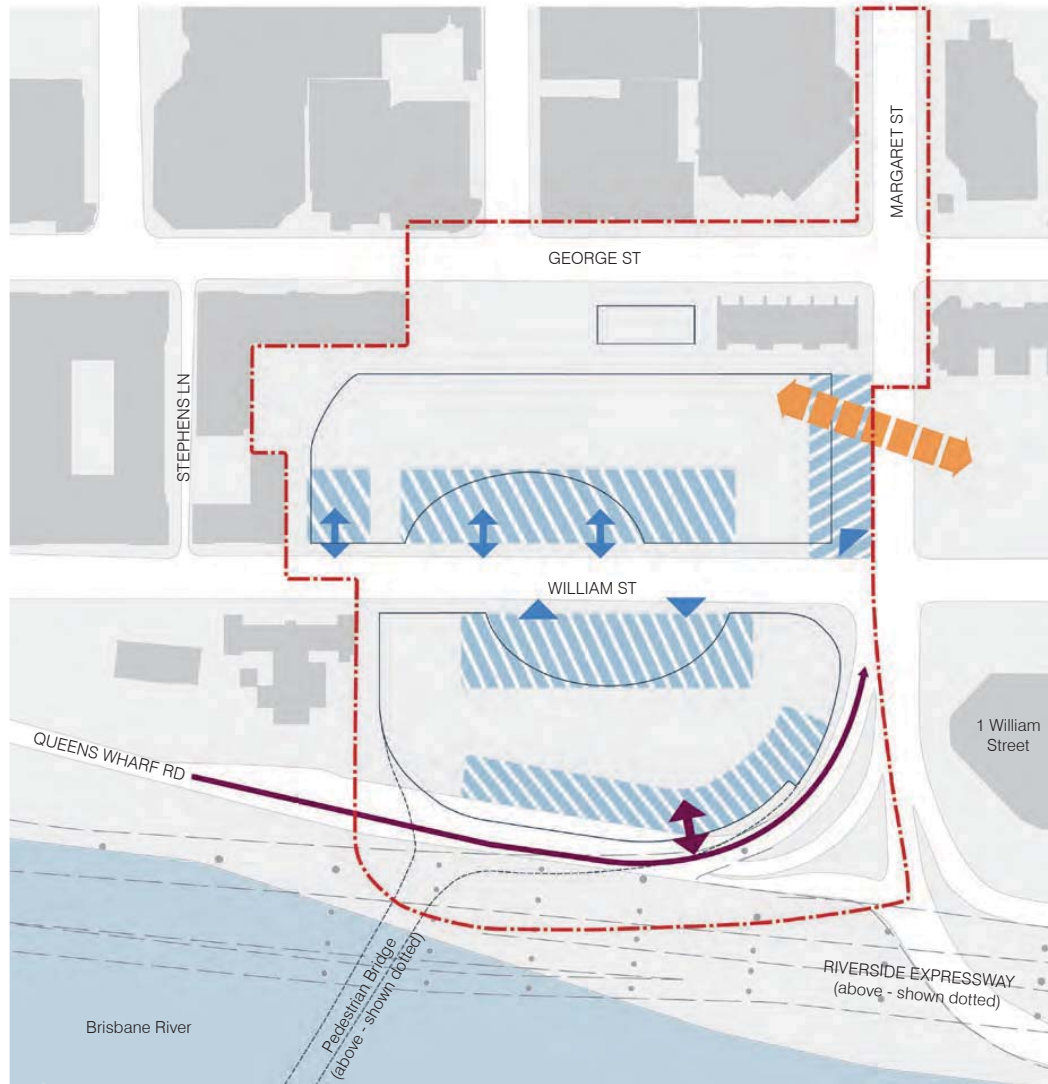 MARGARET ST
GEORGE ST
STEPHENS LN
WILLIAM ST
1 William
Street
QUEENS WHARF RD
Pedestrian Bridge
(above - shown dotted)
RIVERSIDE EXPRESSWAY
(above - shown dotted)
Brisbane River